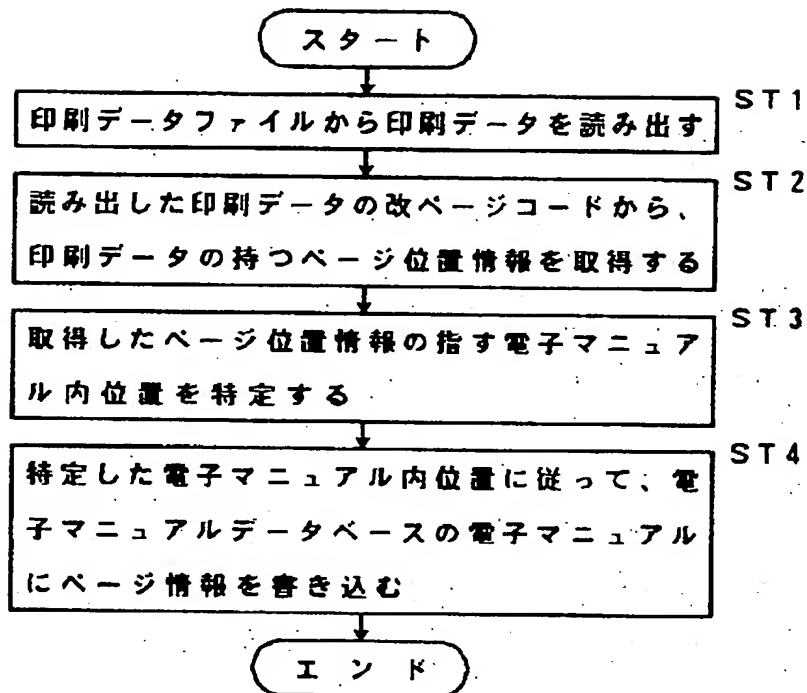 スタート
ST1
印刷データファイルから印刷データを読み出す
ST2
読み出した印刷データの改ページコードから、
印刷データの持つページ位置情報を取得する
ST3
取得したページ位置情報の指す電子マニュア
ル内位置を特定する
ST4
特定した電子マニュアル内位置に従って、電
子マニュアルデータベースの電子マニュアル
にページ情報を書き込む
エンド